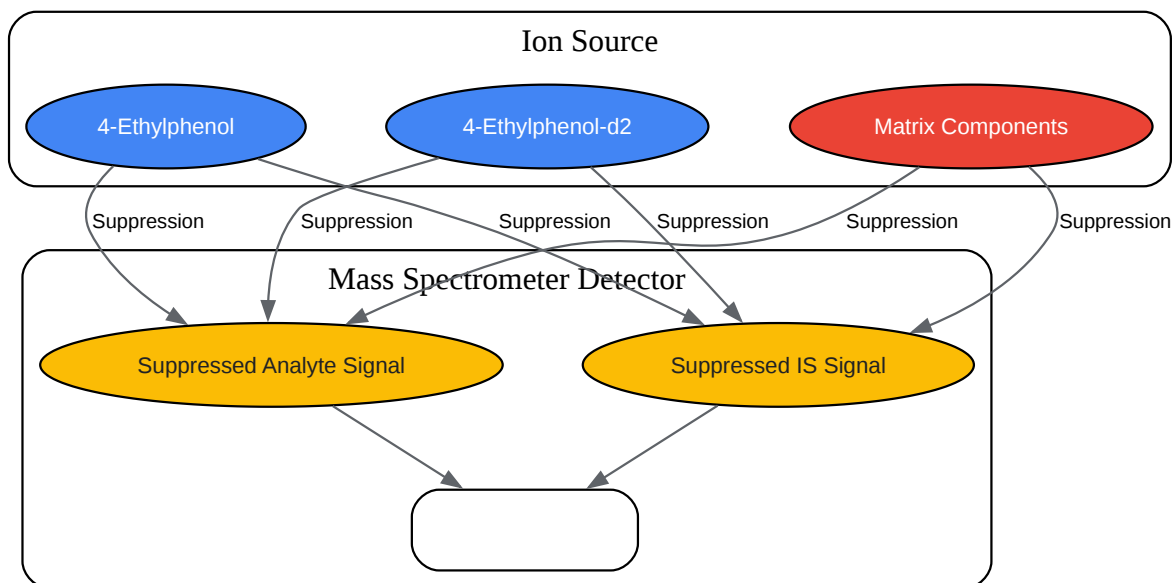 Ion Source
4-Ethylphenol
4-Ethylphenol-d2
Matrix Components
Suppression
Suppression
Suppression
Suppression
Suppression
Suppression
Mass Spectrometer Detector
Suppressed Analyte Signal
Suppressed IS Signal